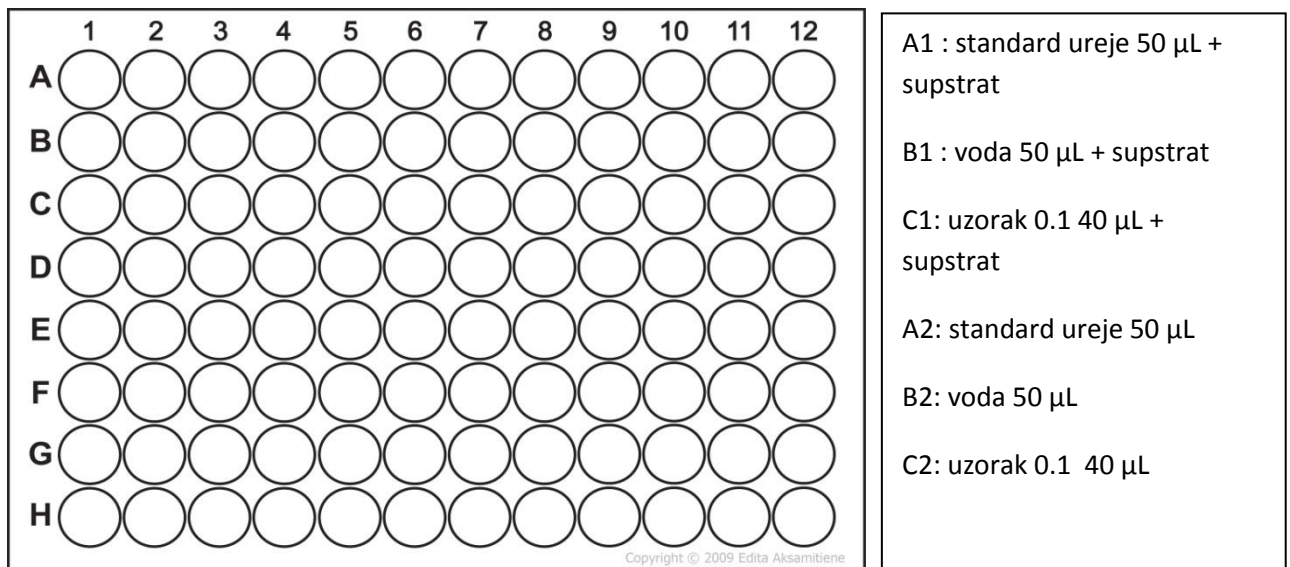 1 2 3 4 5 6 7 8 9 10 11 12
A
B
C
D
E
F
G
H
Copyright © 2009 Edita Aksamitiene
A1 : standard ureje 50 µL +
supstrat
B1 : voda 50 µL + supstrat
C1: uzorak 0.1 40 µL +
supstrat
A2: standard ureje 50 µL
B2: voda 50 µL
C2: uzorak 0.1 40 µL